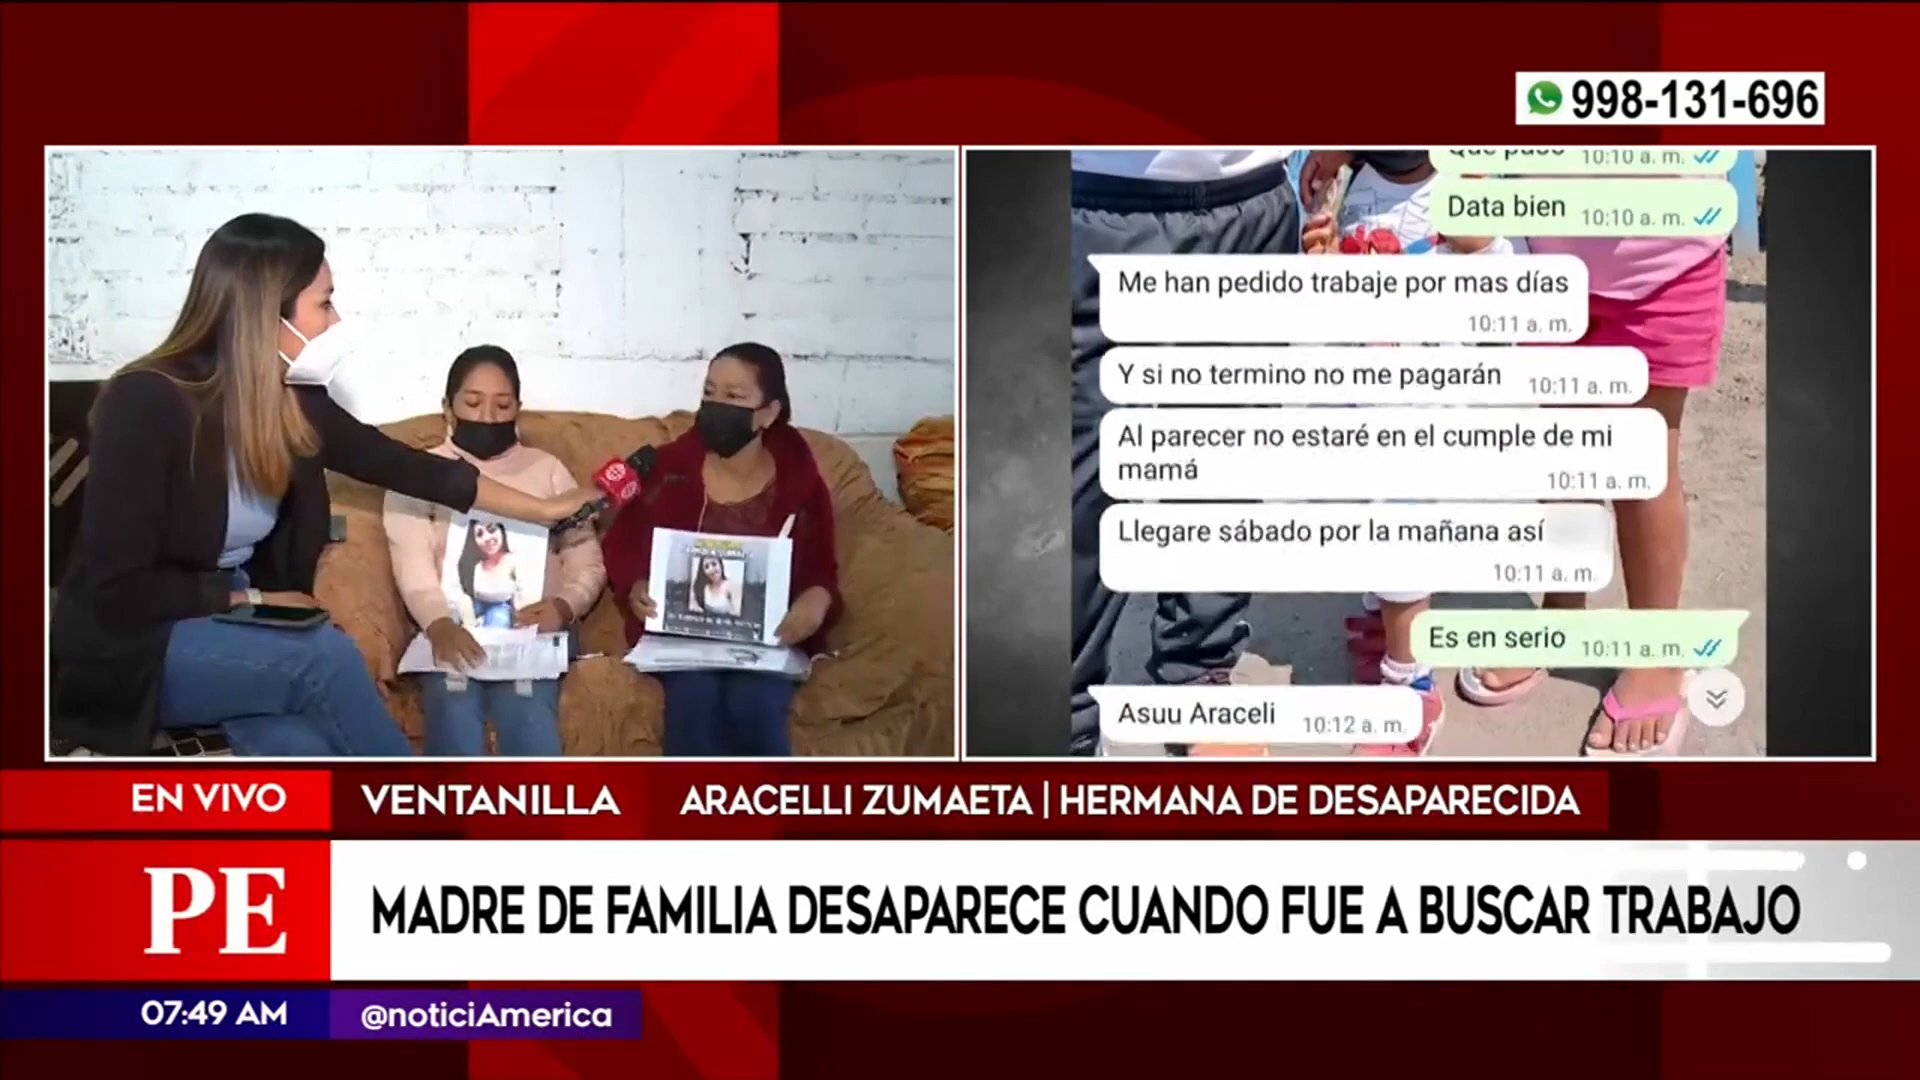 998-131-696
10:10 a. m.
Data bien 10:10 a. m.
Me han pedido trabaje por mas días
10:11 a. m.
Y si no termino no me pagarán 10:11 a. m.
Al parecer no estaré en el cumple de mi
mamá 10:11 a. m.
Llegare sábado por la mañana así
10:11 a. m.
Es en serio 10:11 a. m.
Asuu Araceli 10:12 a. m.
EN VIVO VENTANILLA ARACELLI ZUMAETA | HERMANA DE DESAPARECIDA
PE MADRE DE FAMILIA DESAPARECE CUANDO FUE A BUSCAR TRABAJO
07:49 AM @noticiAmerica